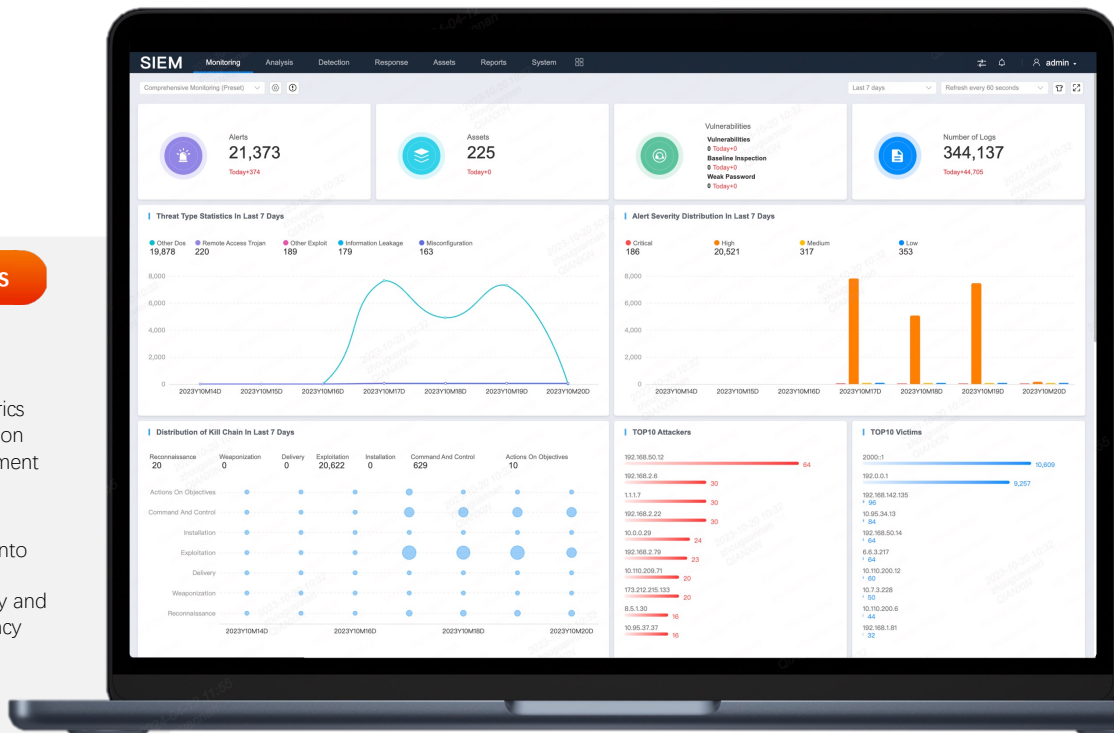 s
rics
on
ment
nto
y and
ncy
SIEM Monitoring Analysis Detection Response Assets Reports System admin
Comprehensive Monitoring (Preset) Last 7 days Refresh every 60 seconds
Alerts
21,373
Today+374
Assets
225
Today+0
Vulnerabilities
Vulnerabilities
0 Today+0
Baseline Inspection
0 Today+0
Weak Password
0 Today+0
Number of Logs
344,137
Today+44,705
Threat Type Statistics In Last 7 Days
Other Dos Remote Access Trojan Other Exploit Information Leakage Misconfiguration
19,878 220 189 179 163
8,000
6,000
4,000
2,000
0
2023Y10M14D 2023Y10M15D 2023Y10M16D 2023Y10M17D 2023Y10M18D 2023Y10M19D 2023Y10M20D
Alert Severity Distribution In Last 7 Days
Critical High Medium Low
186 20,521 317 353
8,000
6,000
4,000
2,000
0
2023Y10M14D 2023Y10M15D 2023Y10M16D 2023Y10M17D 2023Y10M18D 2023Y10M19D 2023Y10M20D
Distribution of Kill Chain In Last 7 Days
Reconnaissance Weaponization Delivery Exploitation Installation Command And Control Actions On Objectives
20 0 0 20,622 0 629 10
Actions On Objectives
Command And Control
Installation
Exploitation
Delivery
Weaponization
Reconnaissance
2023Y10M14D 2023Y10M16D 2023Y10M18D 2023Y10M20D
TOP10 Attackers
192.168.50.12
64
192.168.2.6
30
1.1.1.7
30
192.168.2.22
30
10.0.0.29
24
192.168.2.79
23
10.110.209.71
20
173.212.215.133
20
8.5.1.30
16
10.95.37.37
16
TOP10 Victims
2000::1
10,609
192.0.0.1
9,257
192.168.142.135
96
10.95.34.13
84
192.168.50.14
64
6.6.3.217
64
10.110.200.12
60
10.7.3.228
50
10.110.200.6
44
192.168.1.81
32